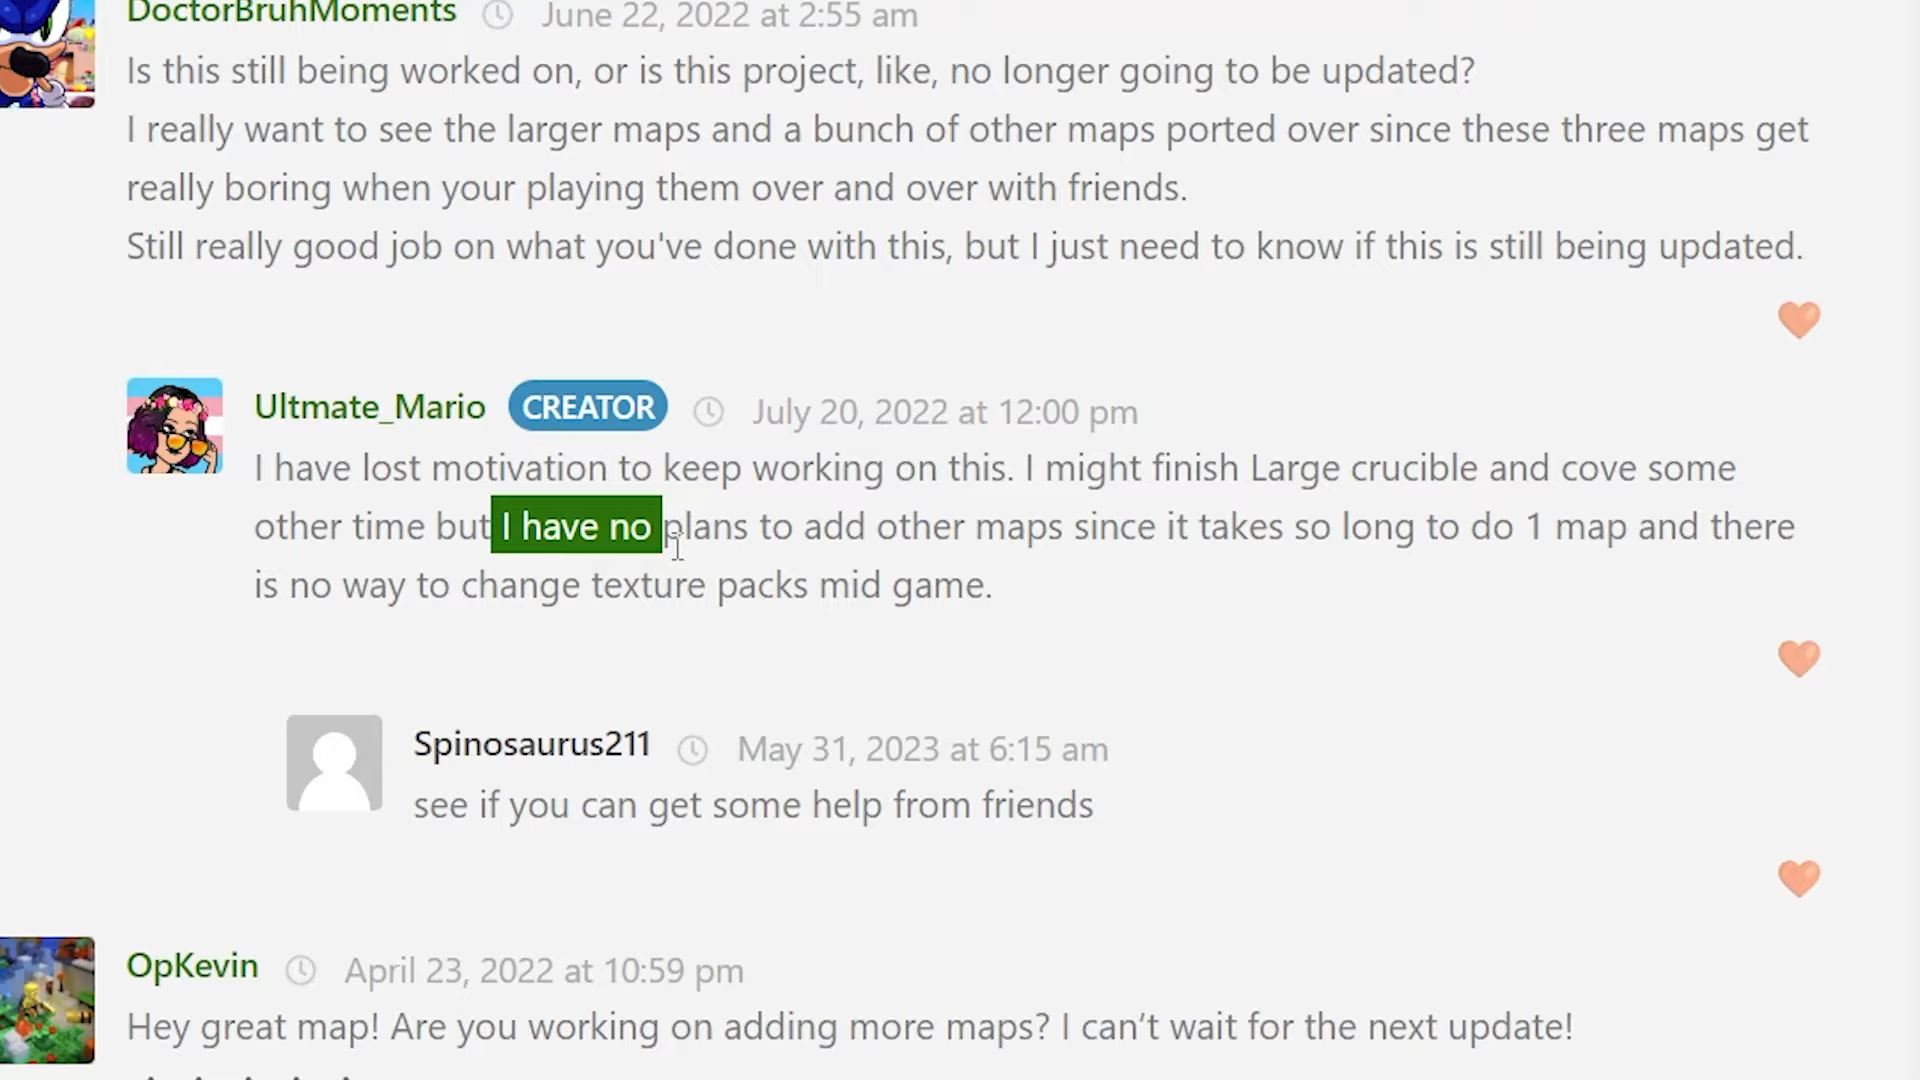 DoctorBruhMoments June 22, 2022 at 2:55 am
Is this still being worked on, or is this project, like, no longer going to be updated?
I really want to see the larger maps and a bunch of other maps ported over since these three maps get
really boring when your playing them over and over with friends.
Still really good job on what you've done with this, but I just need to know if this is still being updated.
Ultmate_Mario CREATOR July 20, 2022 at 12:00 pm
I have lost motivation to keep working on this. I might finish Large crucible and cove some
other time but I have no plans to add other maps since it takes so long to do 1 map and there
is no way to change texture packs mid game.
Spinosaurus211 May 31, 2023 at 6:15 am
see if you can get some help from friends
OpKevin April 23, 2022 at 10:59 pm
Hey great map! Are you working on adding more maps? I can’t wait for the next update!